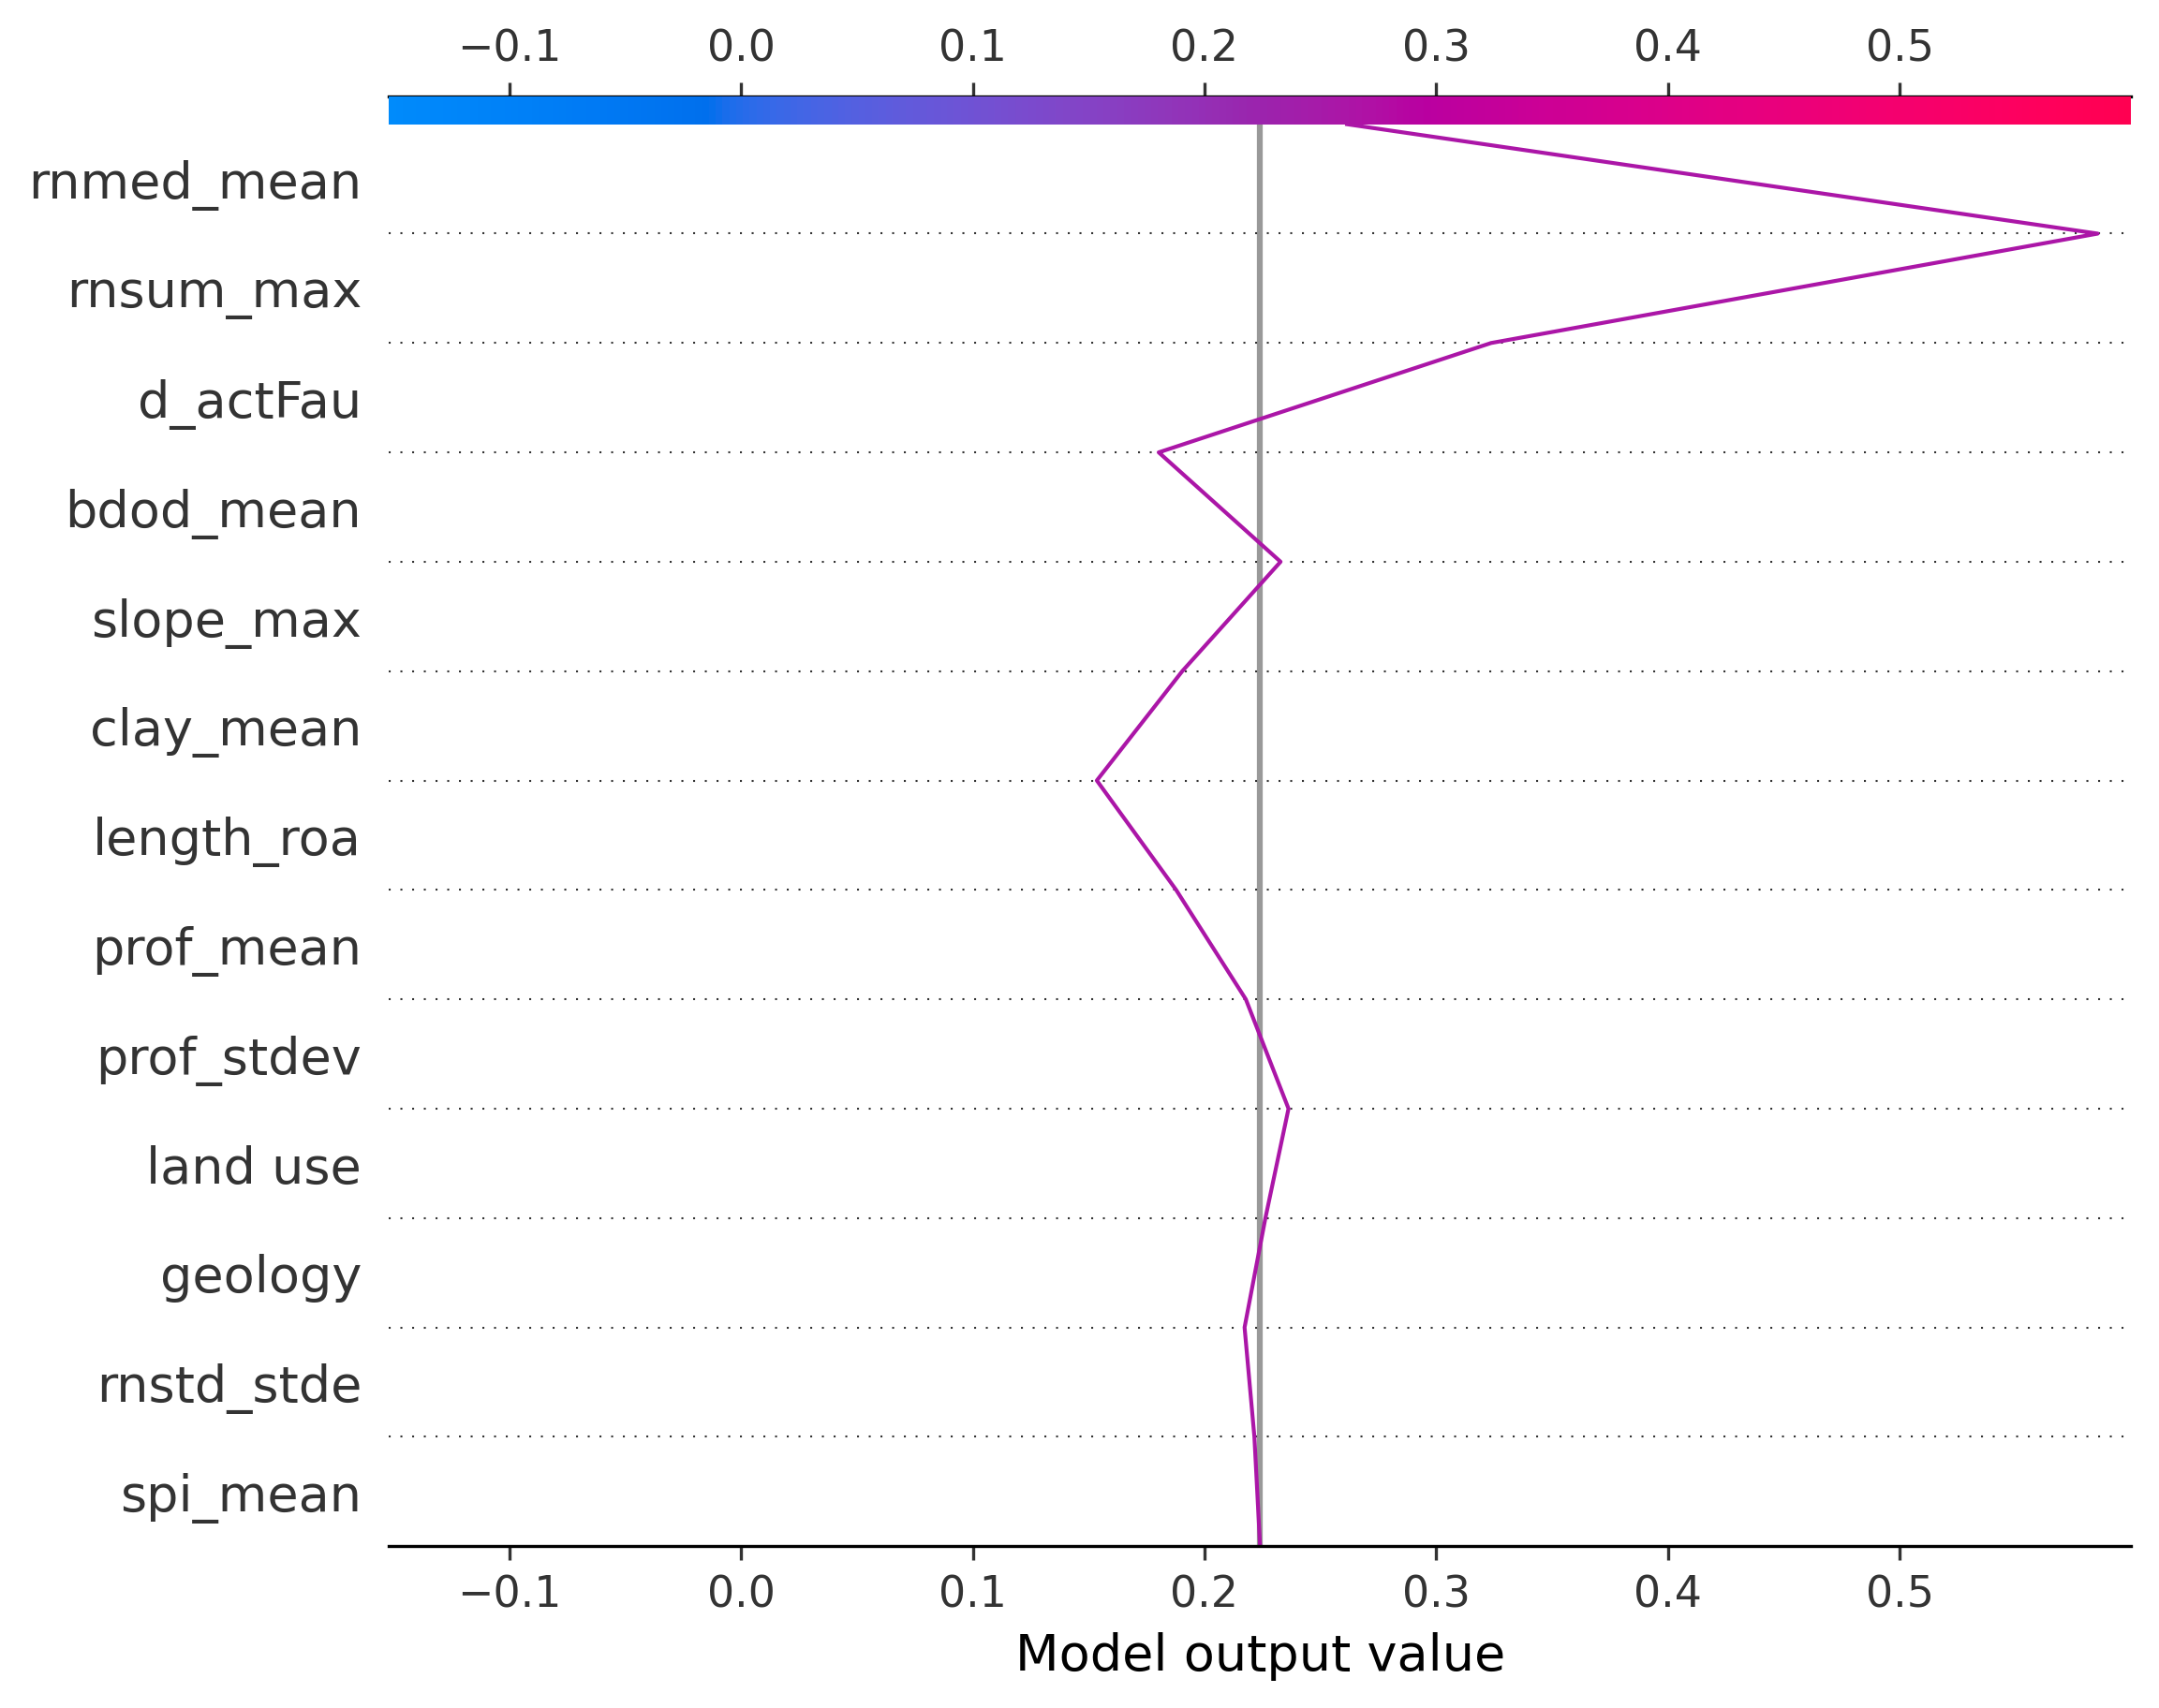 −0.1 0.0 0.1 0.2 0.3 0.4 0.5
rnmed_mean
rnsum_max
d_actFau
bdod_mean
slope_max
clay_mean
length_roa
prof_mean
prof_stdev
land use
geology
rnstd_stde
spi_mean
−0.1 0.0 0.1 0.2 0.3 0.4 0.5
Model output value